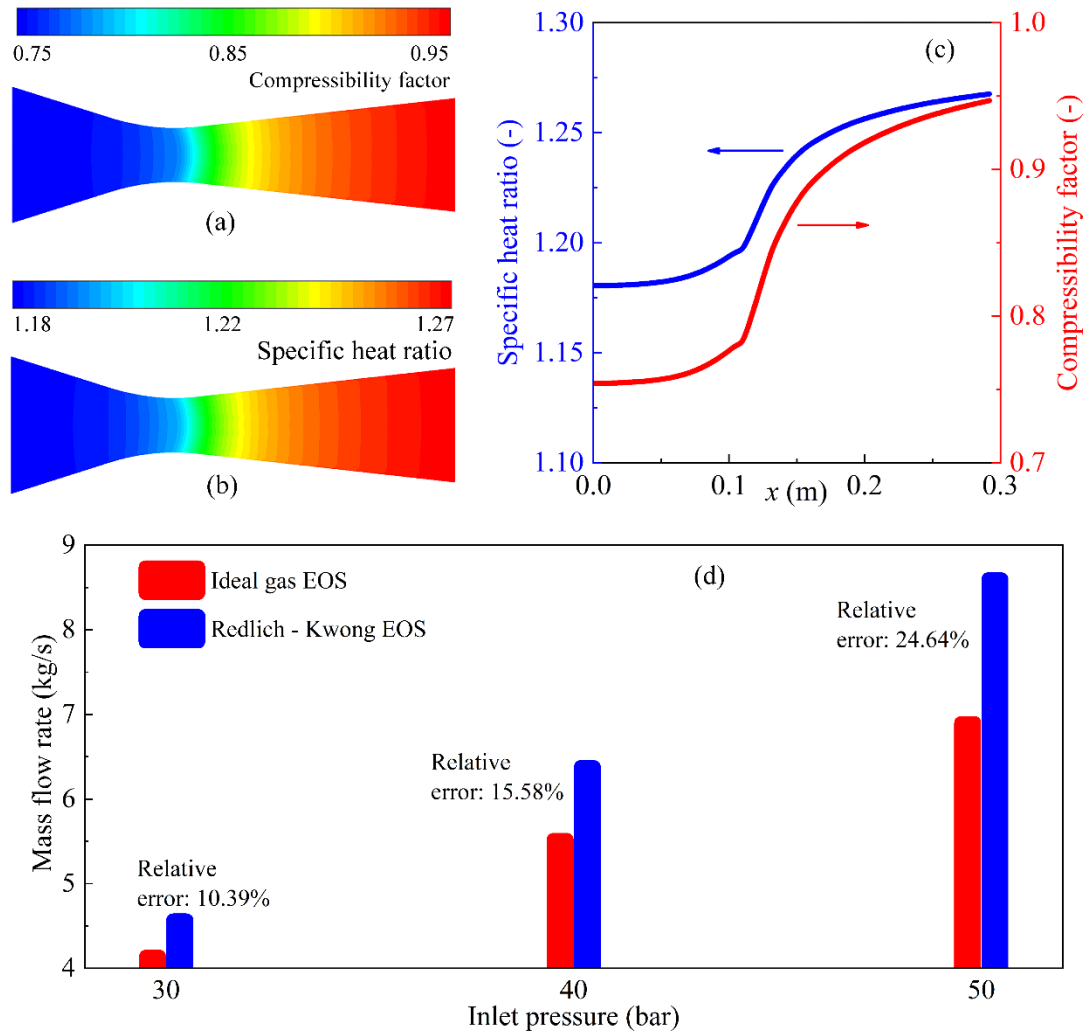 0.75 0.85 0.95
Compressibility factor
(a)
1.18 1.22 1.27
Specific heat ratio
(b)
(c)
1.30
1.25
1.20
1.15
1.10
Specific heat ratio (-)
1.0
0.9
0.8
0.7
Compressibility factor (-)
0.0 0.1 0.2 0.3
x (m)
(d)
Ideal gas EOS
Redlich - Kwong EOS
9
8
7
6
5
4
Mass flow rate (kg/s)
Relative
error: 10.39%
Relative
error: 15.58%
Relative
error: 24.64%
30 40 50
Inlet pressure (bar)